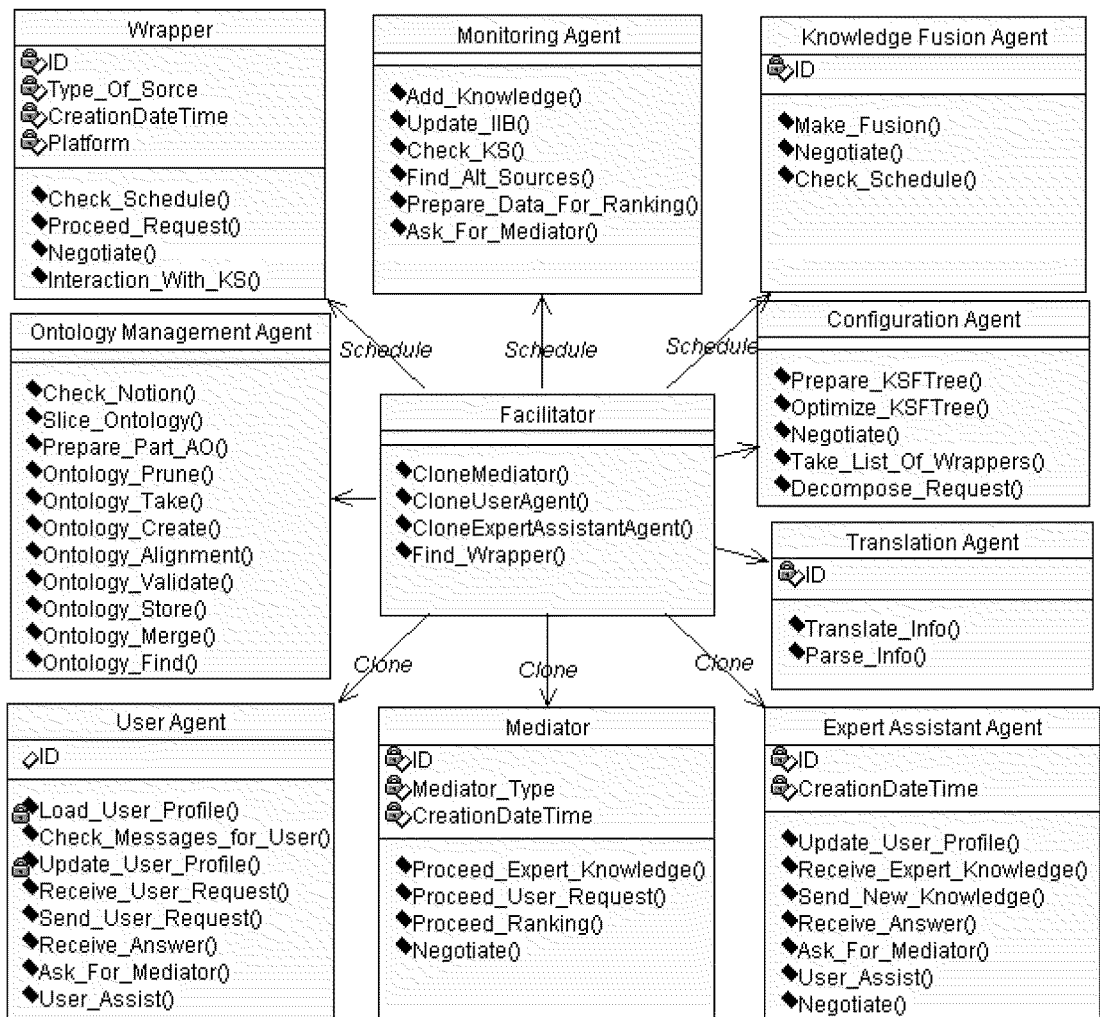 Wrapper
ID
Type_Of_Sorce
CreationDateTime
Platform
Check_Schedule()
Proceed_Request()
Negotiate()
Interaction_With_KS()
Monitoring Agent
Add_Knowledge()
Update_IIB()
Check_KS()
Find_Alt_Sources()
Prepare_Data_For_Ranking()
Ask_For_Mediator()
Knowledge Fusion Agent
ID
Make_Fusion()
Negotiate()
Check_Schedule()
Schedule
Schedule
Schedule
Ontology Management Agent
Check_Notion()
Slice_Ontology()
Prepare_Part_AO()
Ontology_Prune()
Ontology_Take()
Ontology_Create()
Ontology_Alignment()
Ontology_Validate()
Ontology_Store()
Ontology_Merge()
Ontology_Find()
Facilitator
CloneMediator()
CloneUserAgent()
CloneExpertAssistantAgent()
Find_Wrapper()
Configuration Agent
Prepare_KSFTree()
Optimize_KSFTree()
Negotiate()
Take_List_Of_Wrappers()
Decompose_Request()
Translation Agent
ID
Translate_Info()
Parse_Info()
Clone
Clone
Clone
User Agent
ID
Load_User_Profile()
Check_Messages_for_User()
Update_User_Profile()
Receive_User_Request()
Send_User_Request()
Receive_Answer()
Ask_For_Mediator()
User_Assist()
Mediator
ID
Mediator_Type
CreationDateTime
Proceed_Expert_Knowledge()
Proceed_User_Request()
Proceed_Ranking()
Negotiate()
Expert Assistant Agent
ID
CreationDateTime
Update_User_Profile()
Receive_Expert_Knowledge()
Send_New_Knowledge()
Receive_Answer()
Ask_For_Mediator()
User_Assist()
Negotiate()